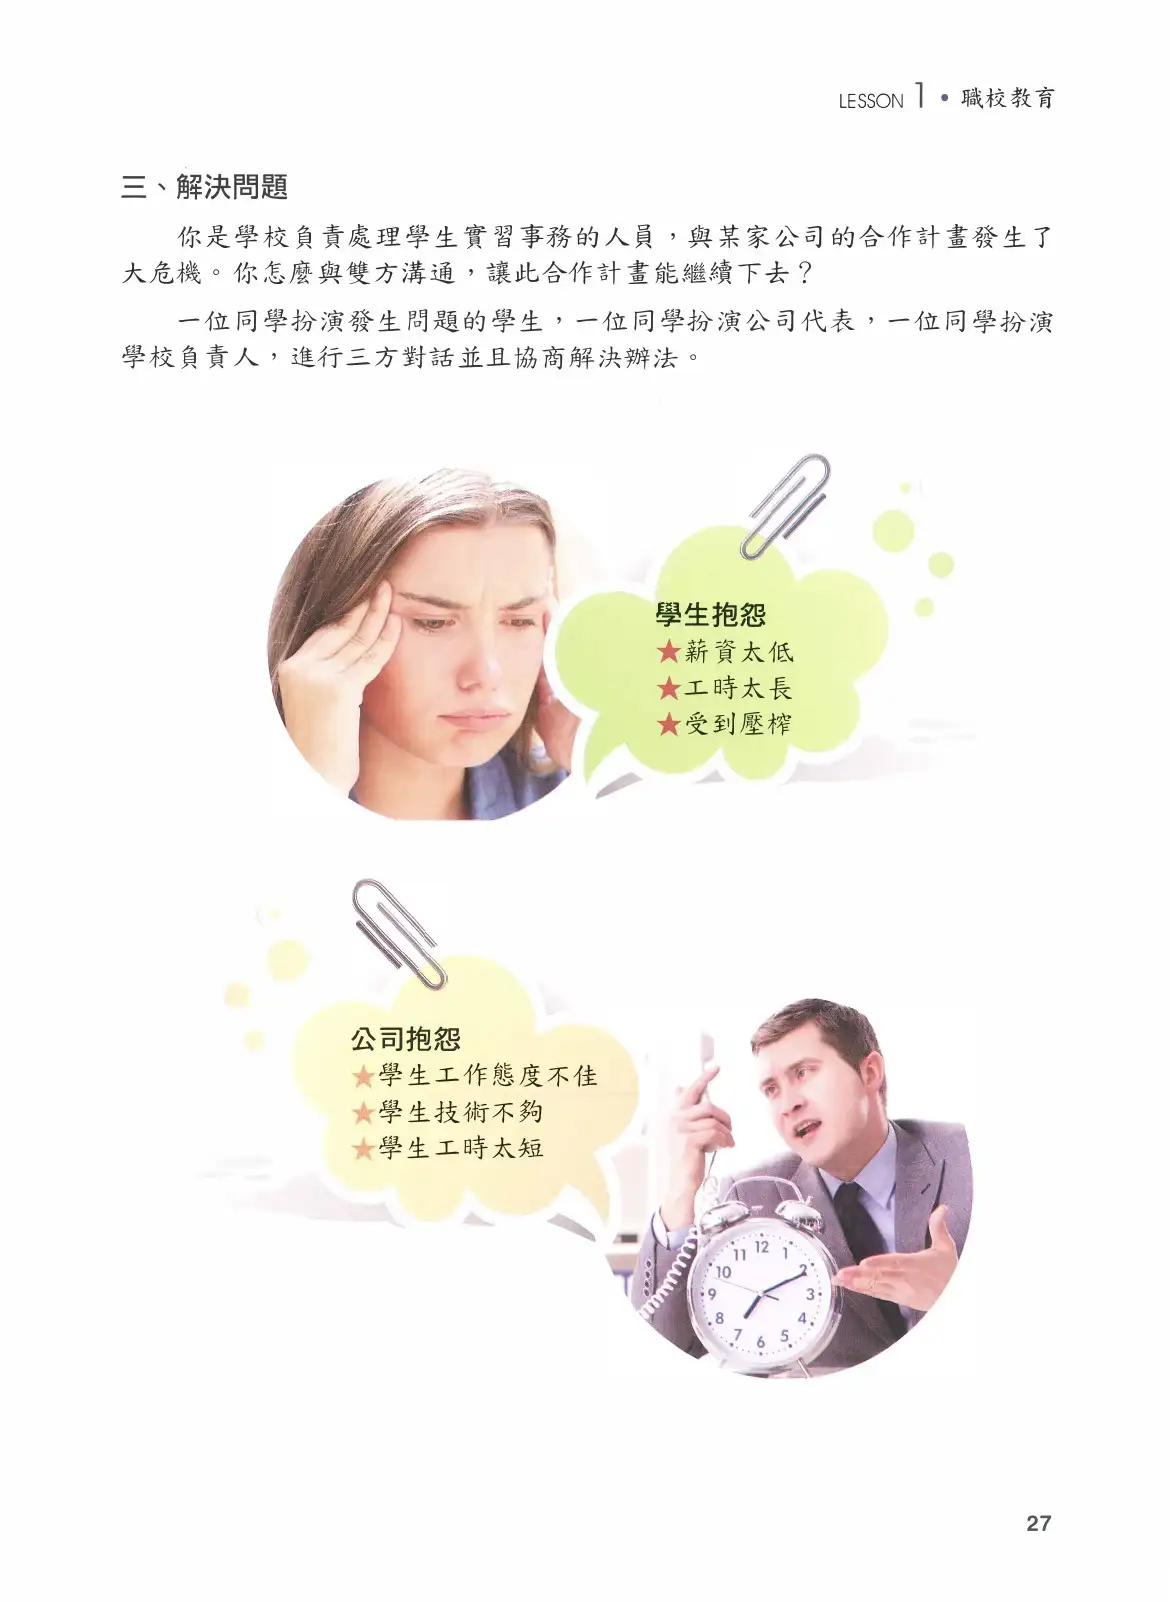 LESSON 1 • 職校教育
三、解決問題
你是學校負責處理學生實習事務的人員，與某家公司的合作計畫發生了
大危機。你怎麼與雙方溝通，讓此合作計畫能繼續下去？
一位同學扮演發生問題的學生，一位同學扮演公司代表，一位同學扮演
學校負責人，進行三方對話並且協商解決辦法。
學生抱怨
★薪資太低
★工時太長
★受到壓榨
公司抱怨
★學生工作態度不佳
★學生技術不夠
★學生工時太短
12
11 1
10 2
9 3
8 4
7 5
6
27